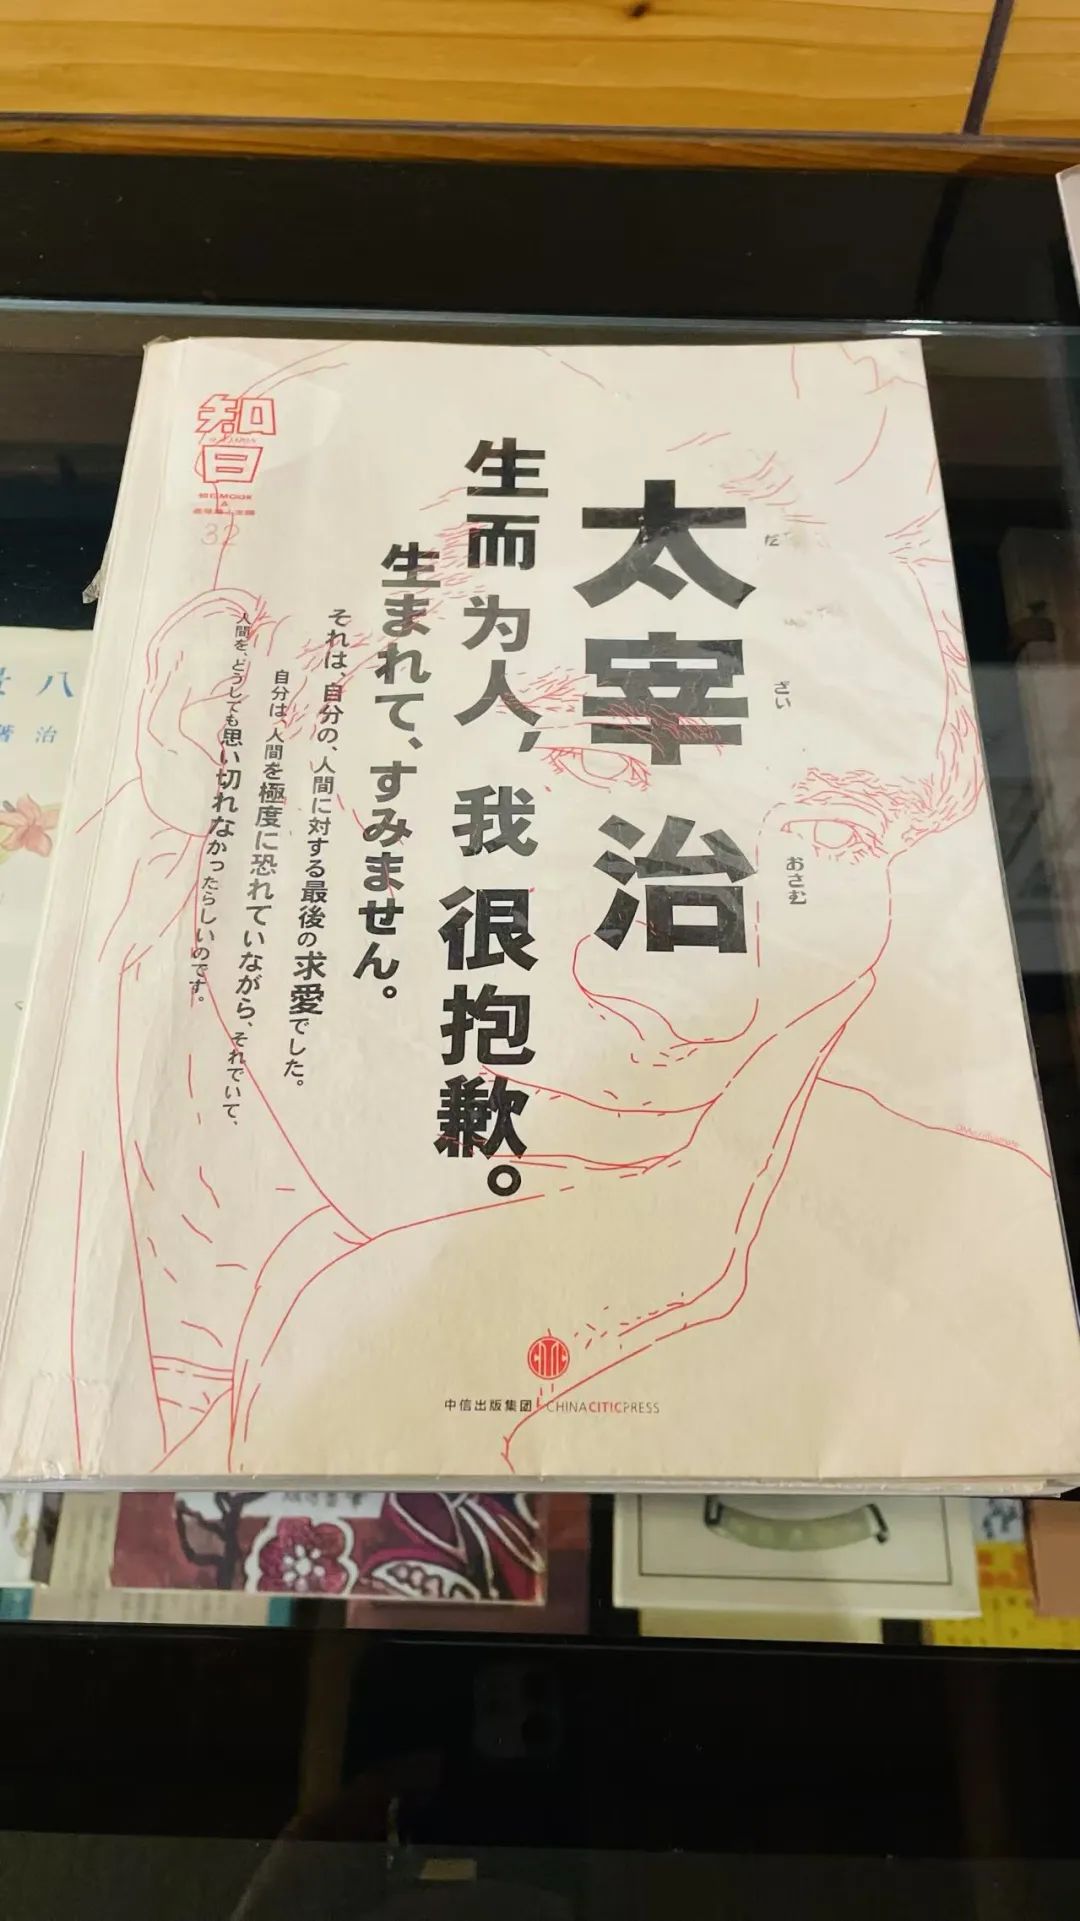 太宰治
だ
ざい
おさむ
生而为人，我很抱歉。
生まれて、すみません。
それは、自分の、人間に対する最後の求愛でした。
自分は、人間を極度に恐れていながら、それでいて、
人間を、どうしても思い切れなかったらしいのです。
知
日
32
中信出版集团 CHINACITICPRESS
八
治
著